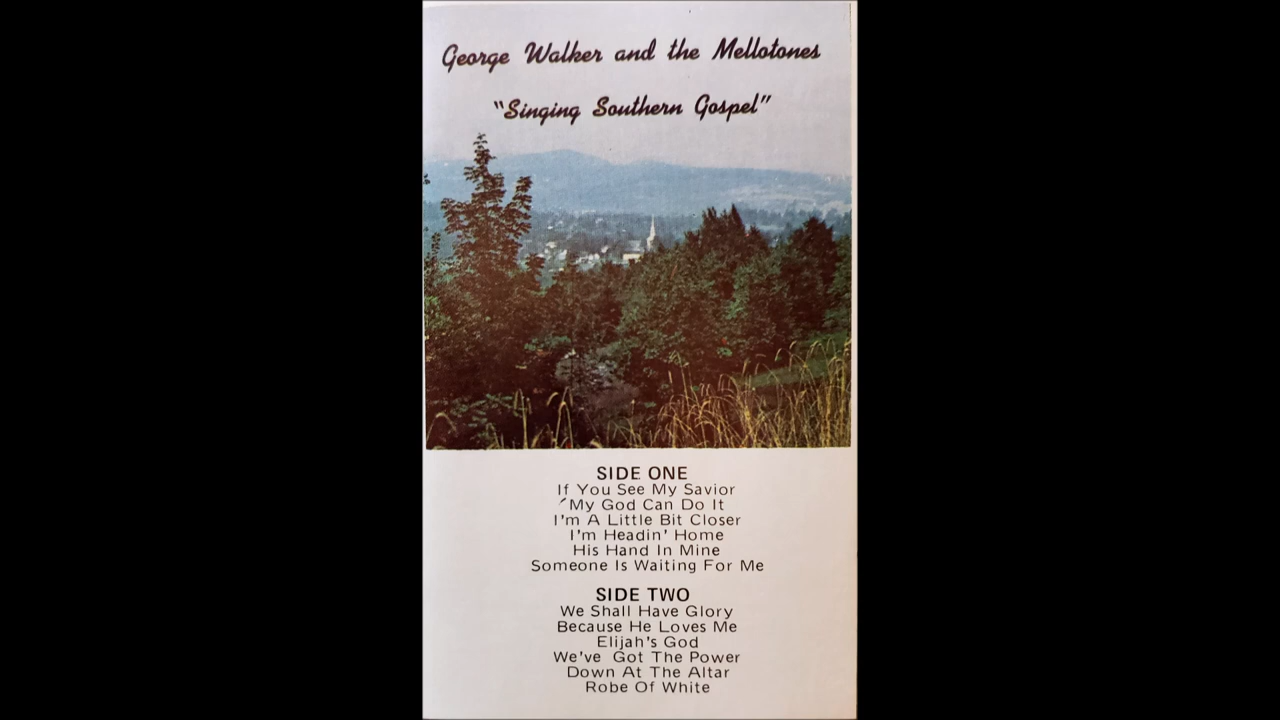 George Walker and the Mellotones
"Singing Southern Gospel"
SIDE ONE
If You See My Savior
My God Can Do It
I'm A Little Bit Closer
I'm Headin' Home
His Hand In Mine
Someone Is Waiting For Me
SIDE TWO
We Shall Have Glory
Because He Loves Me
Elijah's God
We've Got The Power
Down At The Altar
Robe Of White